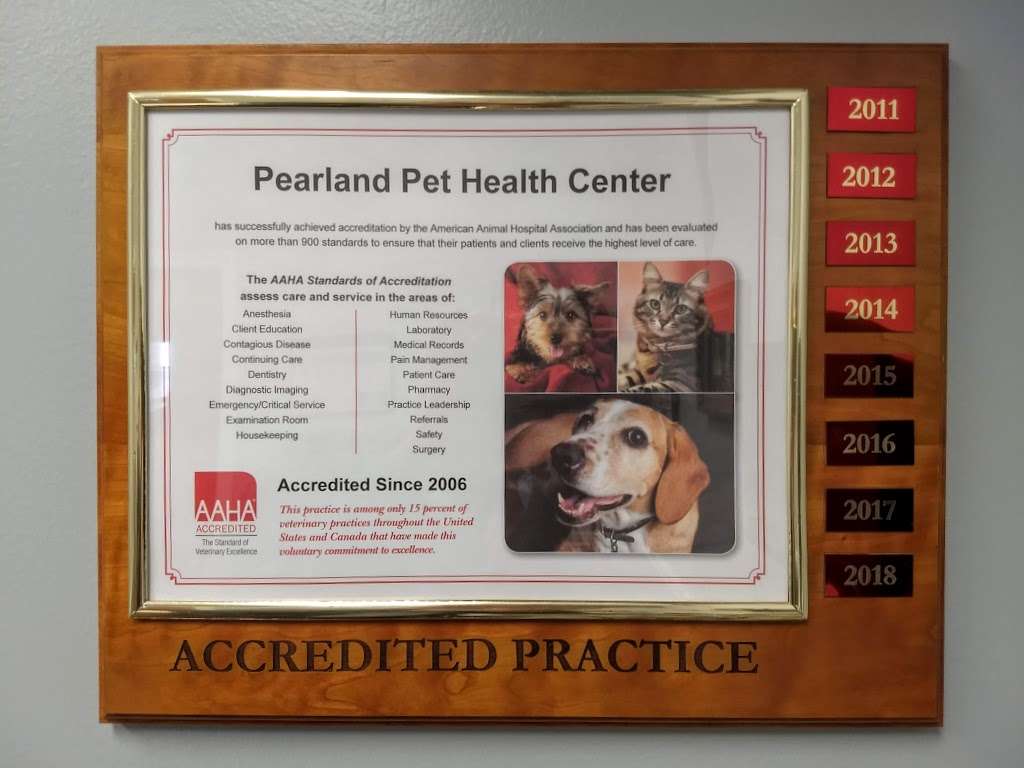 Pearland Pet Health Center
has successfully achieved accreditation by the American Animal Hospital Association and has been evaluated
on more than 900 standards to ensure that their patients and clients receive the highest level of care.
The AAHA Standards of Accreditation
assess care and service in the areas of:
Anesthesia
Client Education
Contagious Disease
Continuing Care
Dentistry
Diagnostic Imaging
Emergency/Critical Service
Examination Room
Housekeeping
Human Resources
Laboratory
Medical Records
Pain Management
Patient Care
Pharmacy
Practice Leadership
Referrals
Safety
Surgery
AAHA
ACCREDITED
The Standard of
Veterinary Excellence
Accredited Since 2006
This practice is among only 15 percent of
veterinary practices throughout the United
States and Canada that have made this
voluntary commitment to excellence.
2011
2012
2013
2014
2015
2016
2017
2018
ACCREDITED PRACTICE